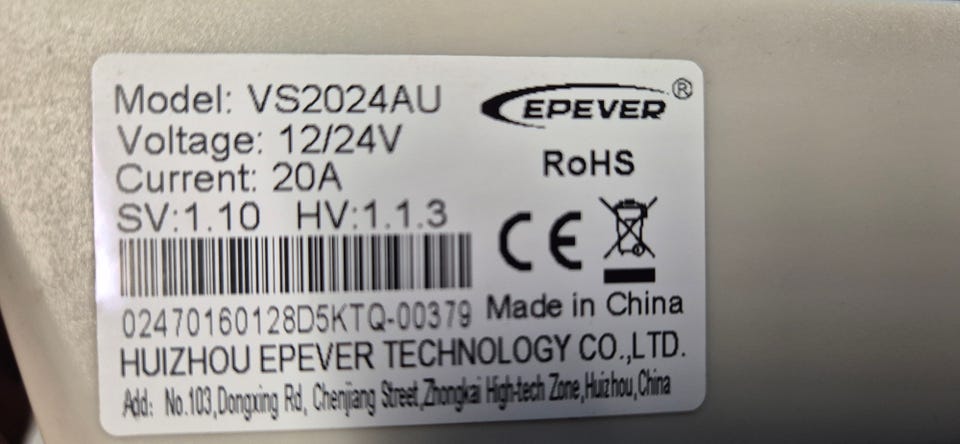 Model: VS2024AU
EPEVER®
Voltage: 12/24V
Current: 20A
RoHS
SV:1.10 HV:1.1.3
CE
02470160128D5KTQ-00379
Made in China
HUIZHOU EPEVER TECHNOLOGY CO.,LTD.
Add: No.103,Dongxing Rd, Chenjiang Street,Zhongkai High-tech Zone,Huizhou,China